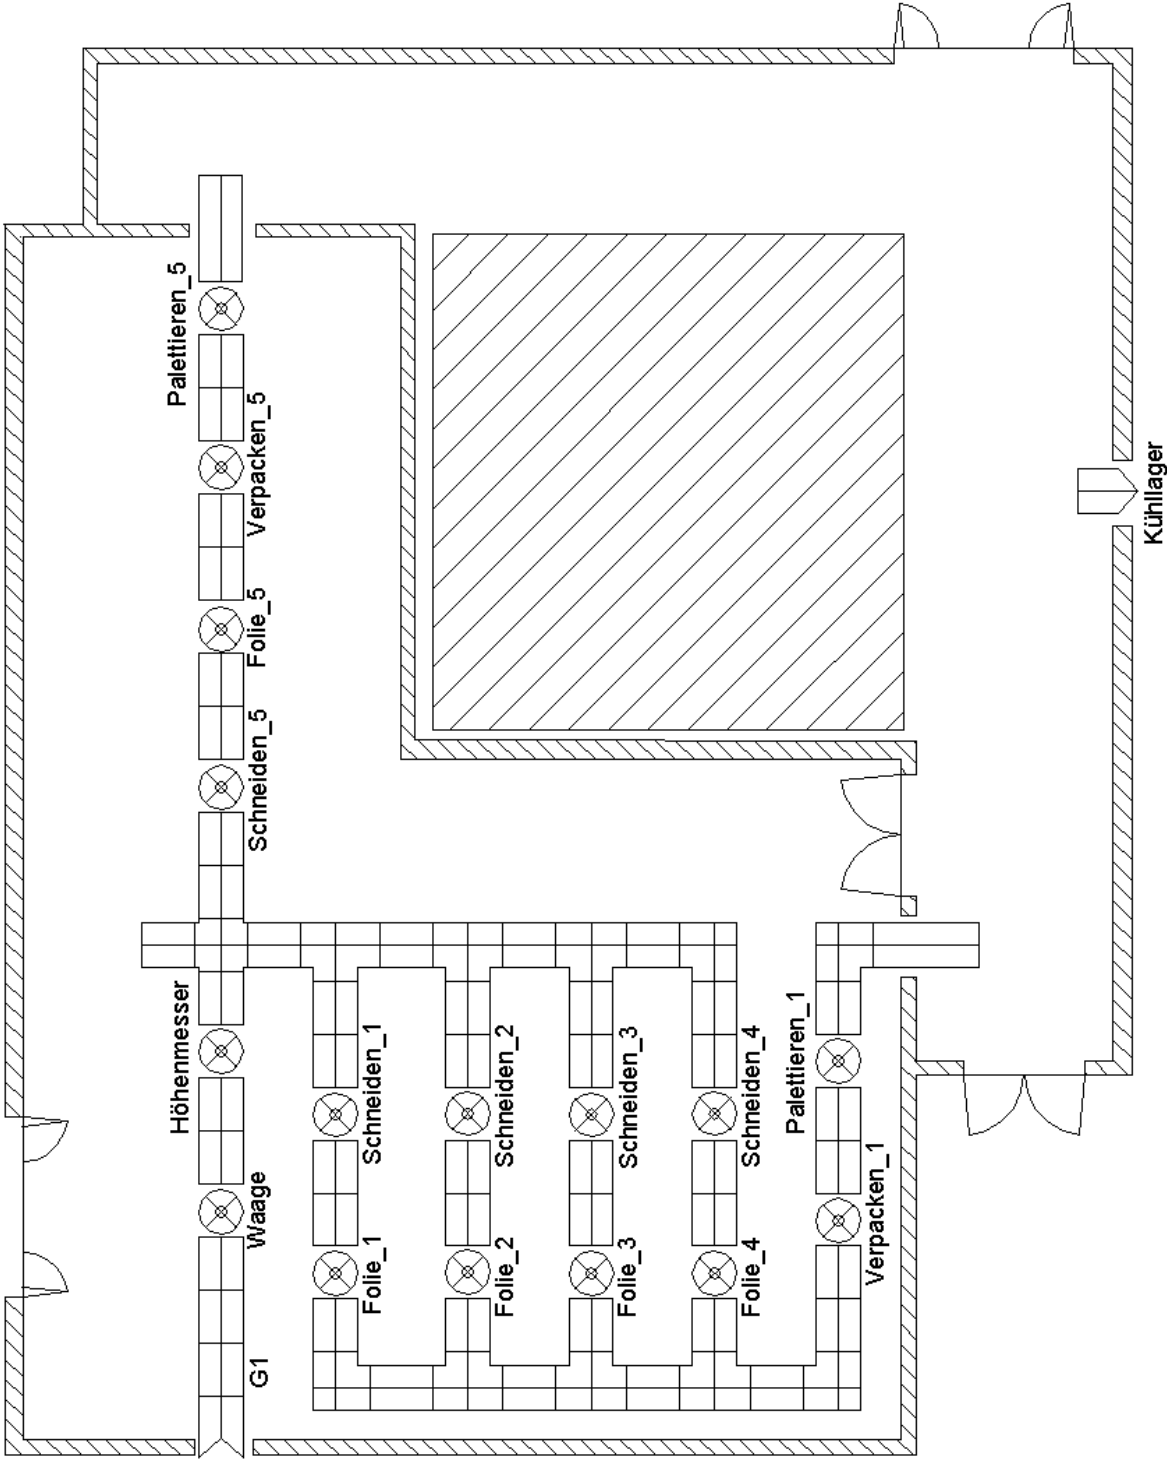 Palettieren_5
Verpacken_5
Kühllager
Folie_5
Schneiden_5
Höhenmesser
Palettieren_1
Schneiden_1
Schneiden_2
Schneiden_3
Schneiden_4
Verpacken_1
Waage
Folie_1
Folie_2
Folie_3
Folie_4
G1